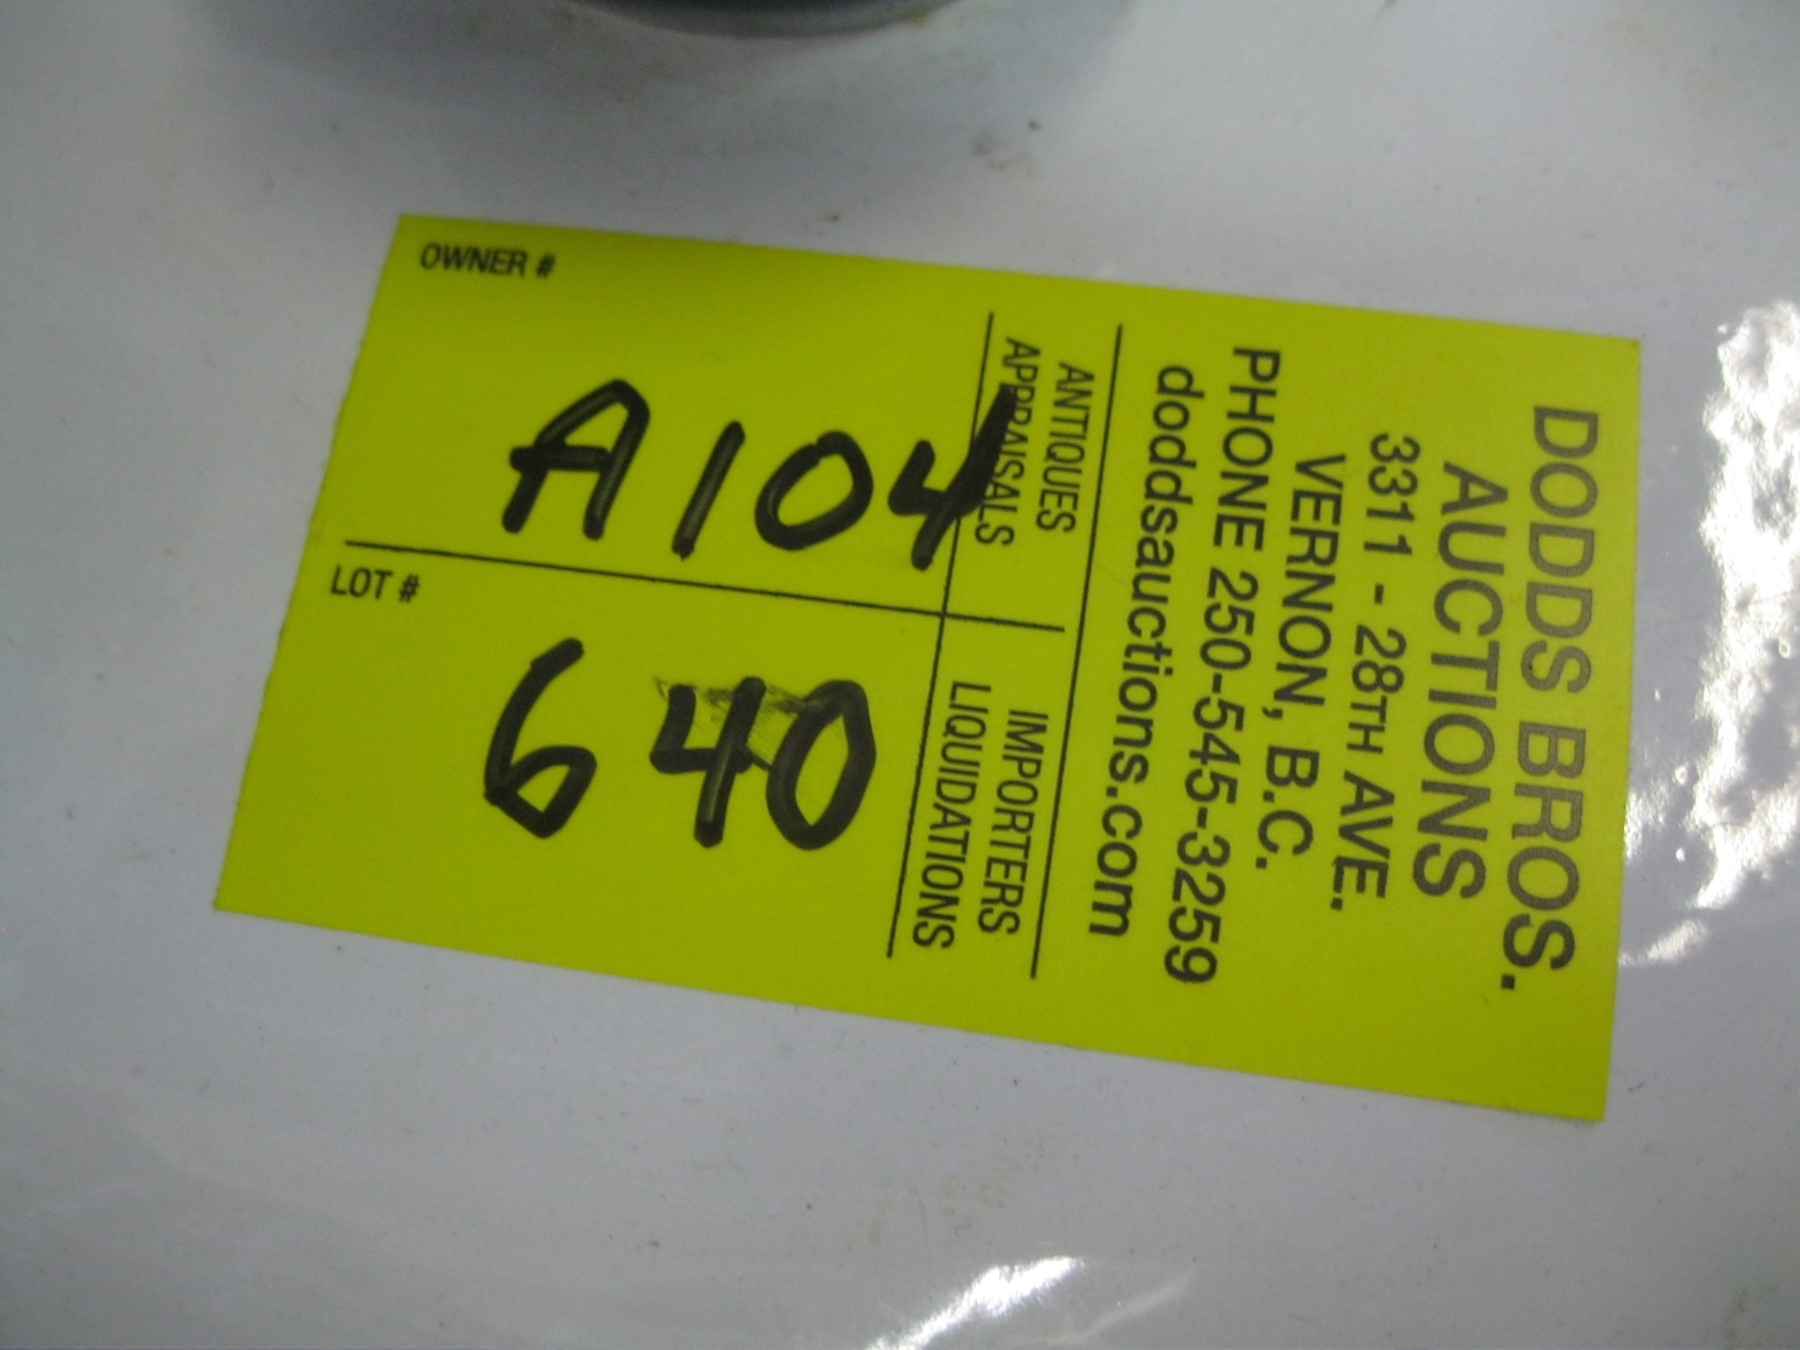 DODDS BROS.
AUCTIONS
3311 - 28TH AVE.
VERNON, B.C.
PHONE 250-545-3259
doddsauctions.com
ANTIQUES
APPRAISALS
IMPORTERS
LIQUIDATIONS
OWNER #
A104
LOT #
640